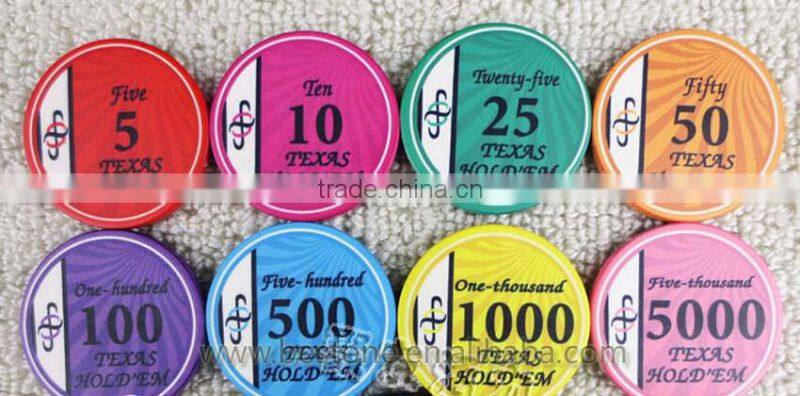 Five
5
TEXAS
Ten
10
TEXAS
Twenty-five
25
TEXAS
HOLD'EM
Fifty
50
TEXAS
trade.china.cn
One-hundred
100
TEXAS
HOLD'EM
Five-hundred
500
TEXAS
HOLD'EM
One-thousand
1000
TEXAS
HOLD'EM
Five-thousand
5000
TEXAS
HOLD'EM